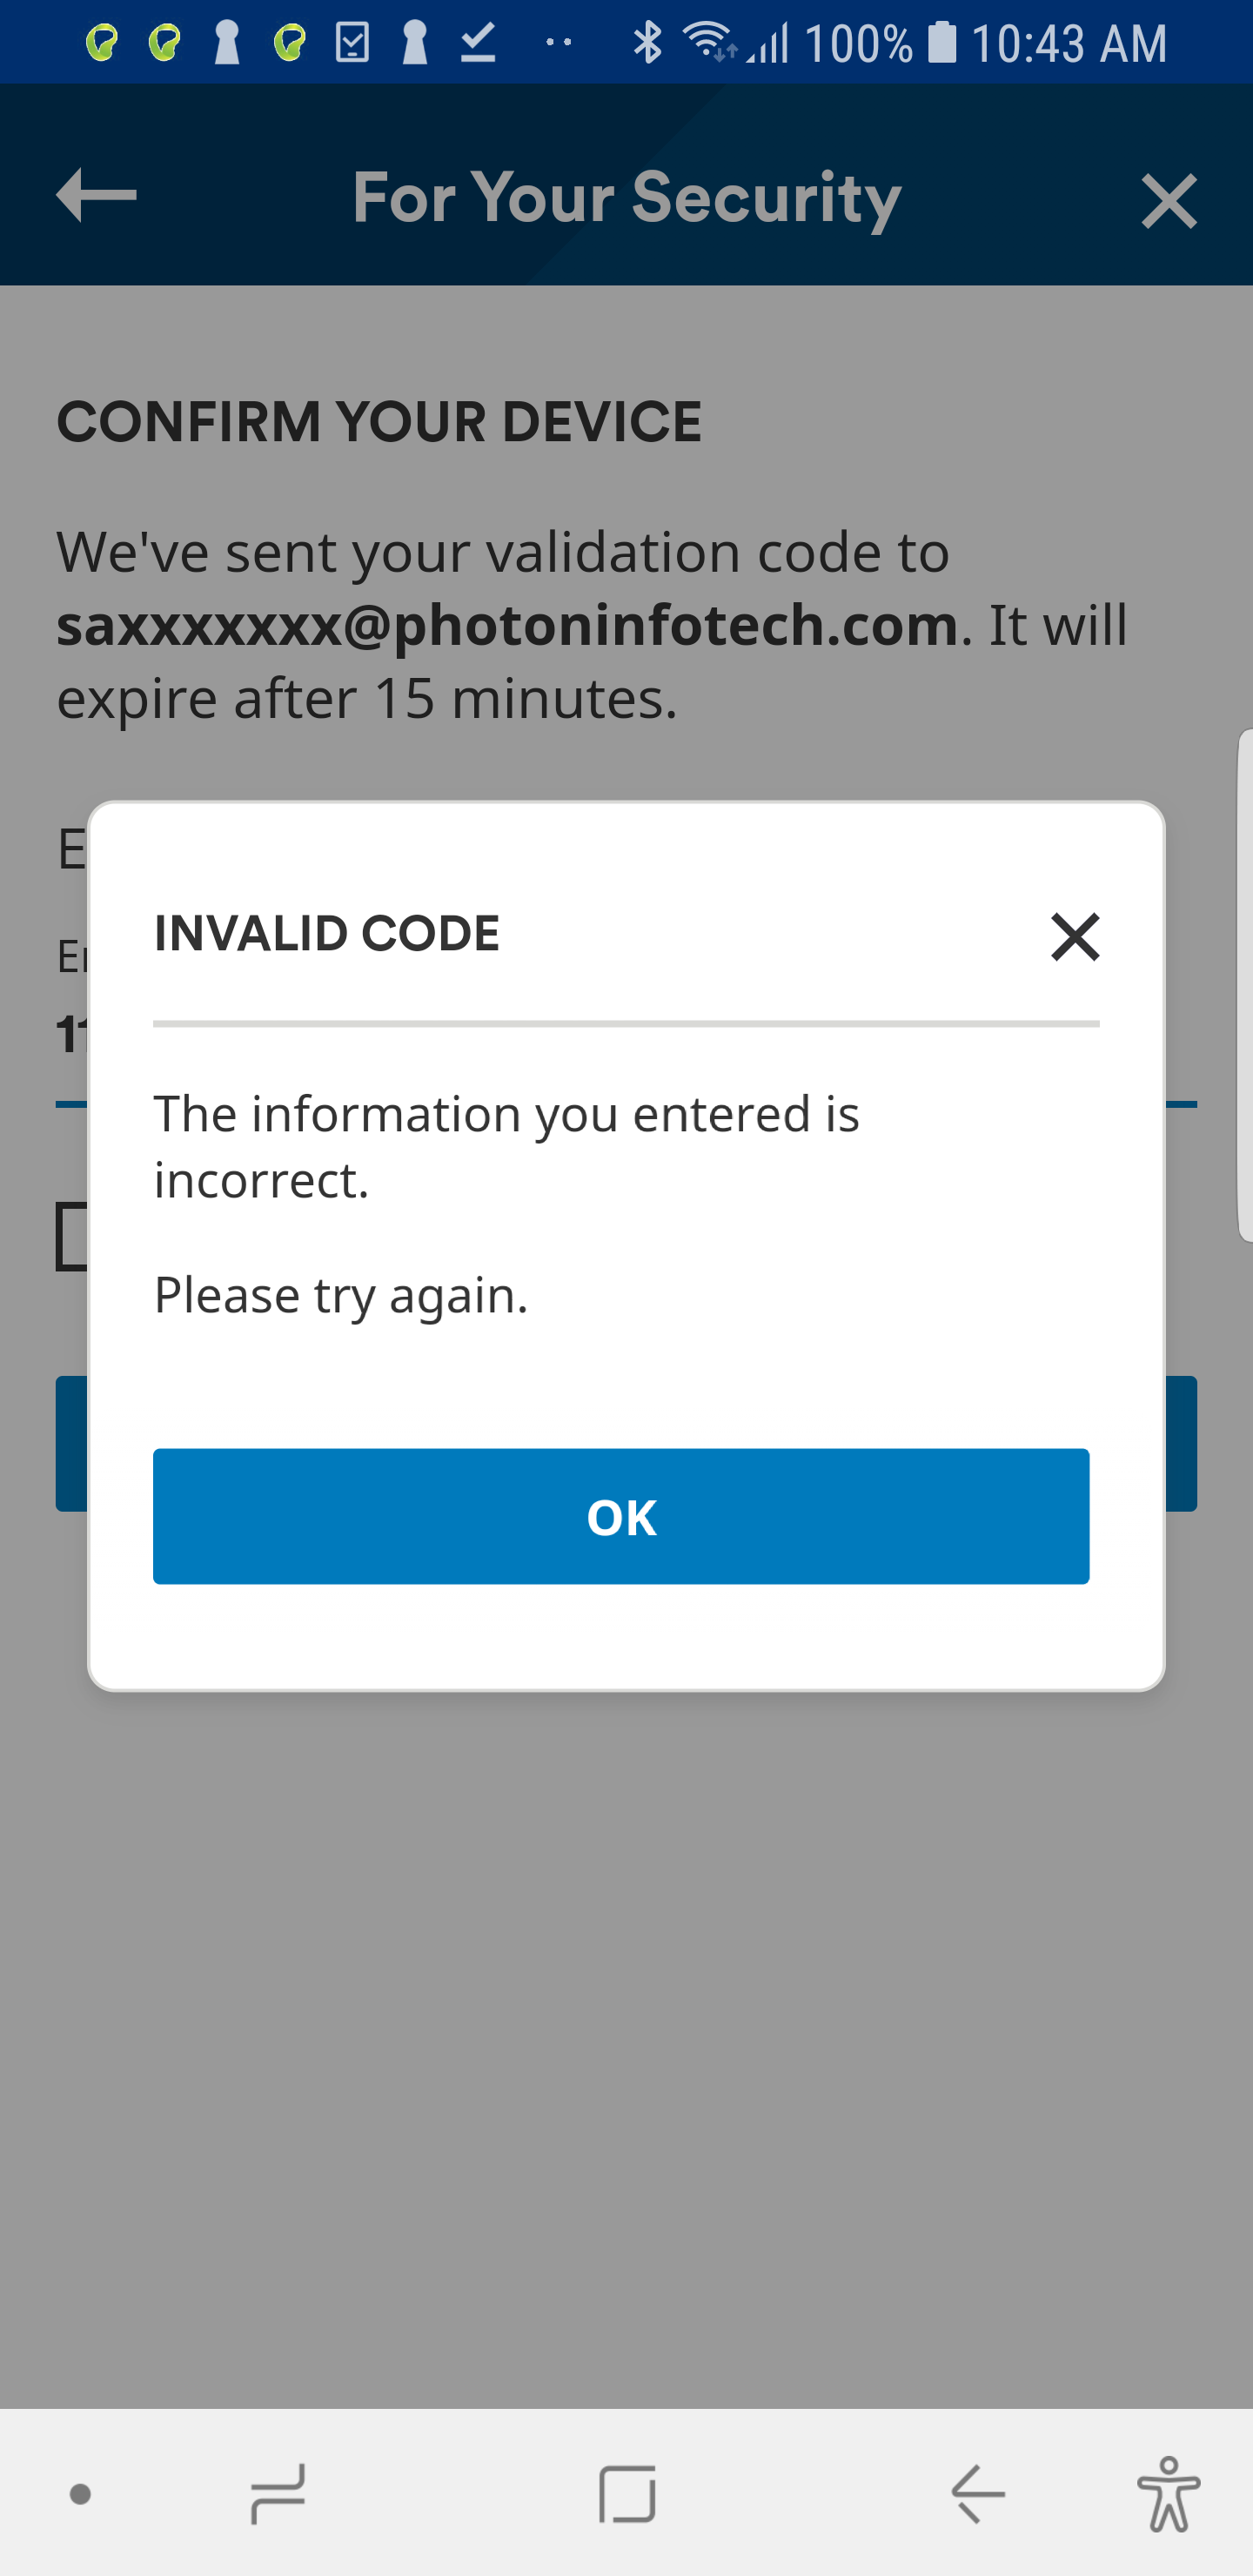 100% 10:43 AM
For Your Security
CONFIRM YOUR DEVICE
We've sent your validation code to
saxxxxxxx@photoninfotech.com. It will
expire after 15 minutes.
INVALID CODE
The information you entered is
incorrect.
Please try again.
OK